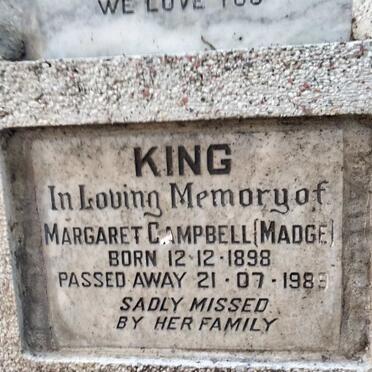 WE LOVE YOU
KING
In Loving Memory of
MARGARET CAMPBELL (MADGE)
BORN 12·12·1898
PASSED AWAY 21·07·1989
SADLY MISSED
BY HER FAMILY